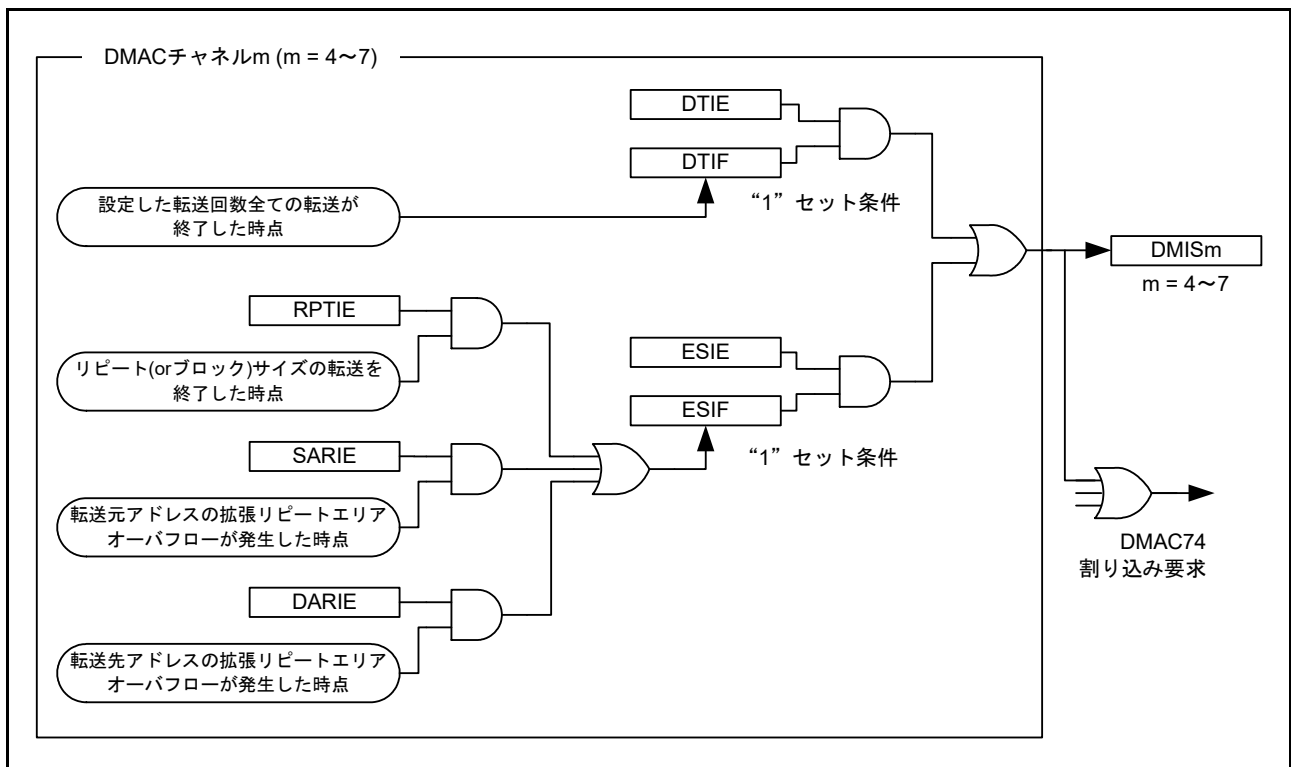 DMACチャネルm (m = 4～7)
DTIE
DTIF
“1”セット条件
設定した転送回数全ての転送が
終了した時点
DMISm
m = 4～7
RPTIE
リピート(orブロック)サイズの転送を
終了した時点
ESIE
ESIF
“1”セット条件
SARIE
転送元アドレスの拡張リピートエリア
オーバフローが発生した時点
DMAC74
割り込み要求
DARIE
転送先アドレスの拡張リピートエリア
オーバフローが発生した時点